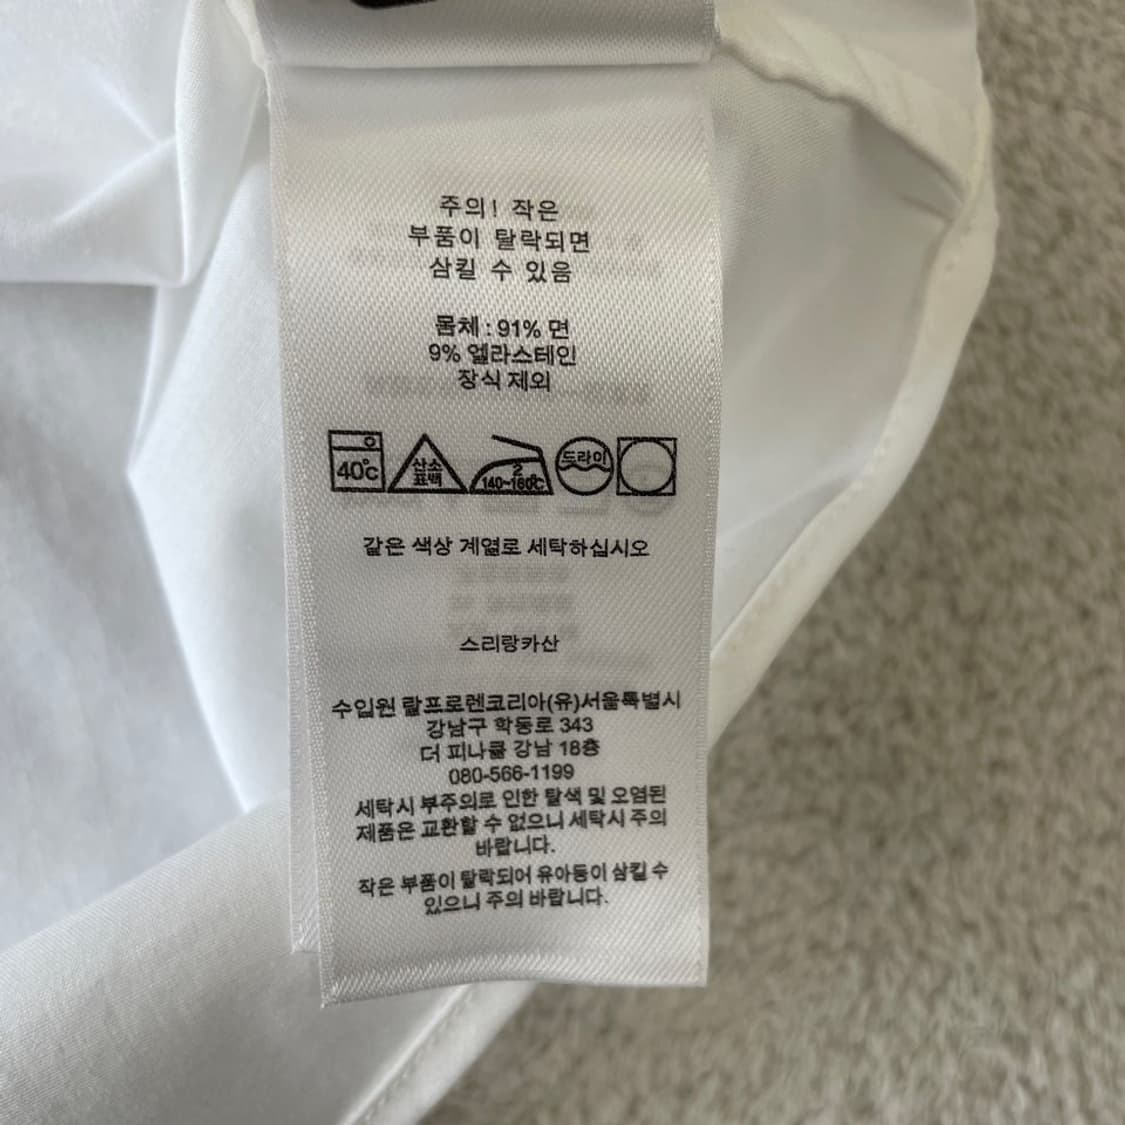 주의! 작은
부품이 탈락되면
삼킬 수 있음
몸체 : 91% 면
9% 엘라스테인
장식 제외
40℃ 산소 표백 2 140~160℃ 드라이
같은 색상 계열로 세탁하십시오
스리랑카산
수입원 랄프로렌코리아(유)서울특별시
강남구 학동로 343
더 피나클 강남 18층
080-566-1199
세탁시 부주의로 인한 탈색 및 오염된
제품은 교환할 수 없으니 세탁시 주의
바랍니다.
작은 부품이 탈락되어 유아등이 삼킬 수
있으니 주의 바랍니다.